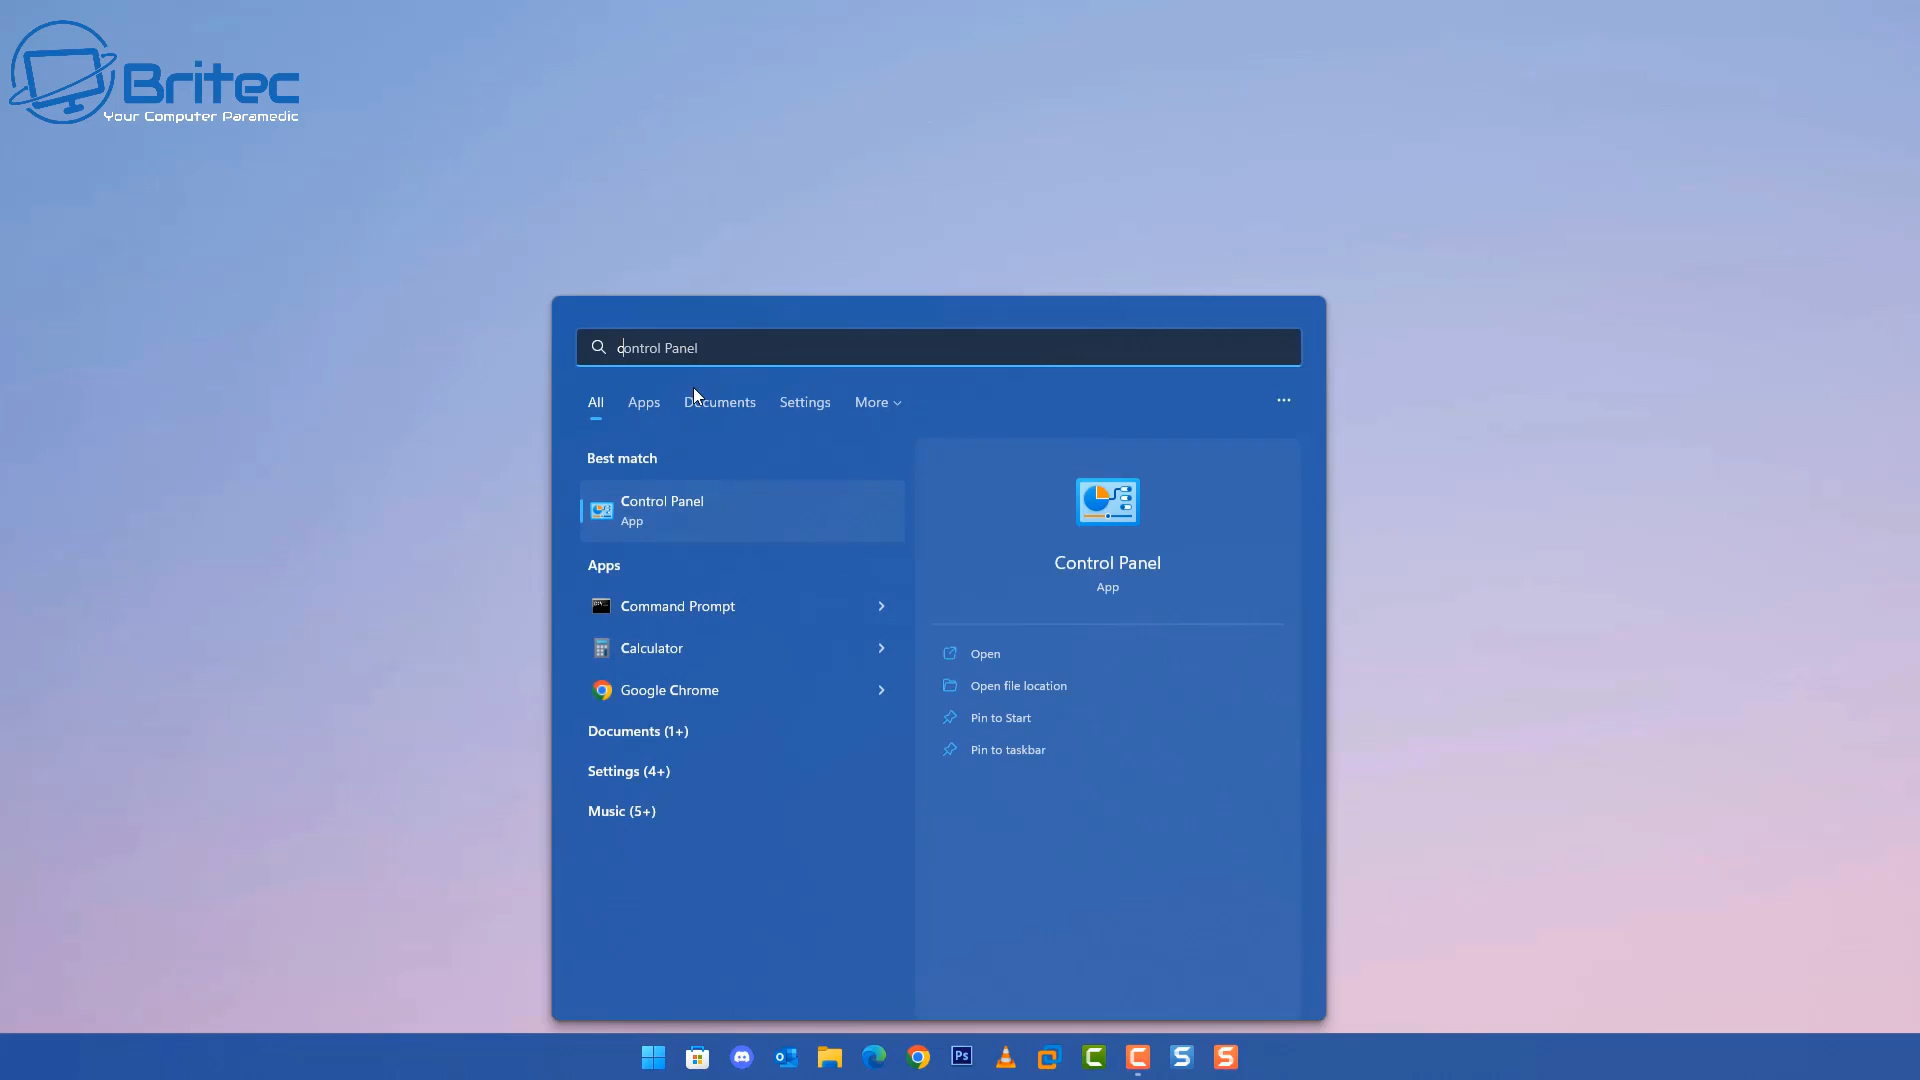 Britec
Your Computer Paramedic
control Panel
All Apps Documents Settings More
Best match
Control Panel
App
Apps
Command Prompt
Calculator
Google Chrome
Documents (1+)
Settings (4+)
Music (5+)
Control Panel
App
Open
Open file location
Pin to Start
Pin to taskbar
Ps